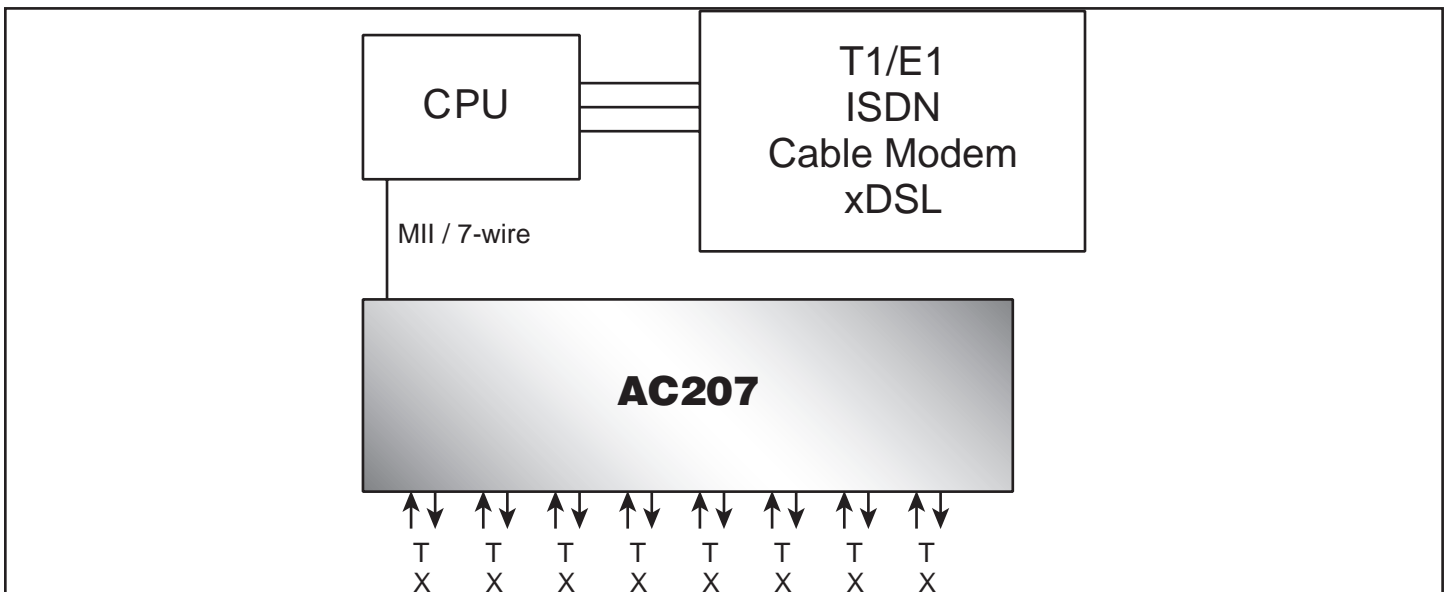 CPU
T1/E1
ISDN
Cable Modem
xDSL
MII / 7-wire
AC207
T T T T T T T T
X X X X X X X X